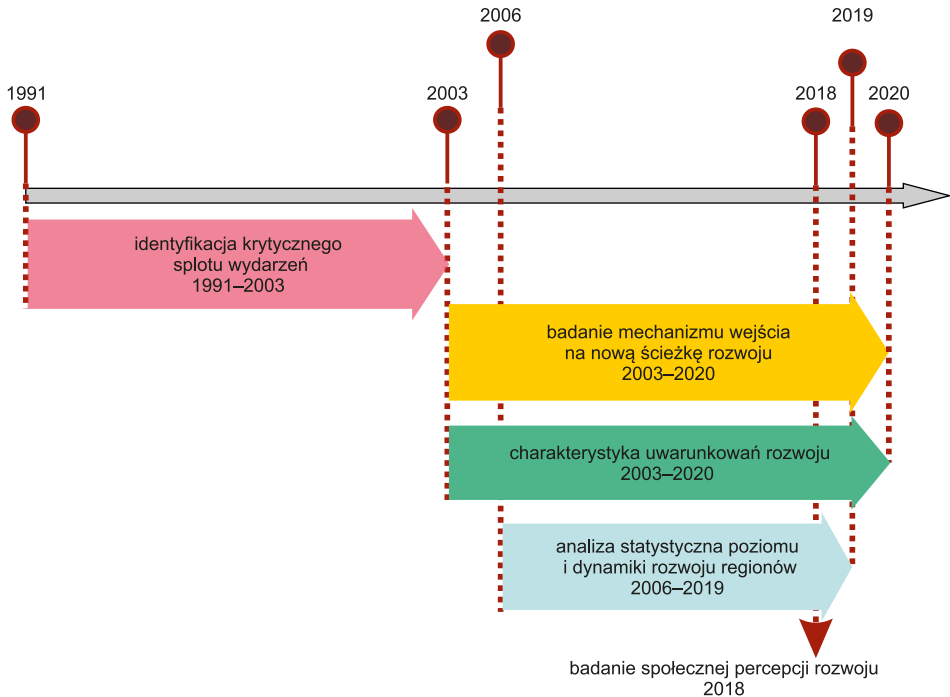 2006
2019
1991
2003
2018
2020
identyfikacja krytycznego
splotu wydarzeń
1991–2003
badanie mechanizmu wejścia
na nową ścieżkę rozwoju
2003–2020
charakterystyka uwarunkowań rozwoju
2003–2020
analiza statystyczna poziomu
i dynamiki rozwoju regionów
2006–2019
badanie społecznej percepcji rozwoju
2018